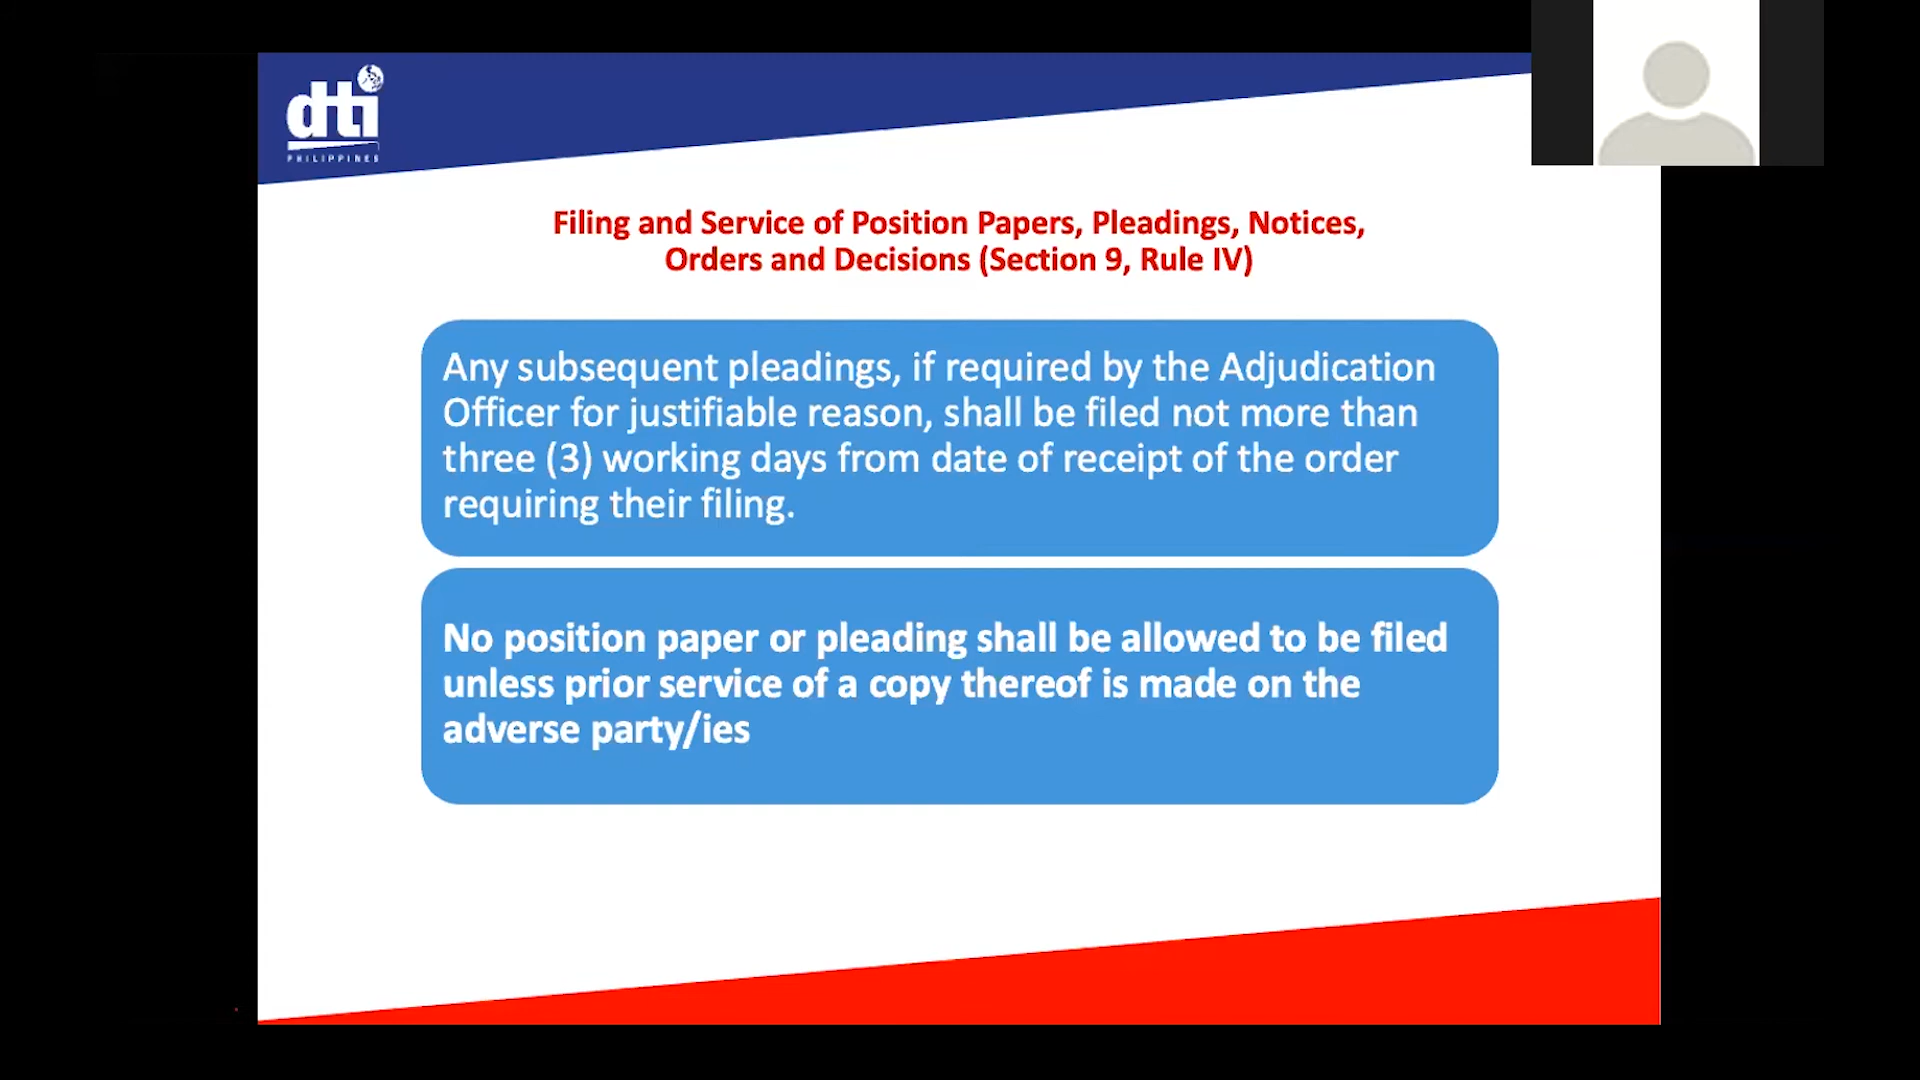 dti
PHILIPPINES
Filing and Service of Position Papers, Pleadings, Notices,
Orders and Decisions (Section 9, Rule IV)
Any subsequent pleadings, if required by the Adjudication
Officer for justifiable reason, shall be filed not more than
three (3) working days from date of receipt of the order
requiring their filing.
No position paper or pleading shall be allowed to be filed
unless prior service of a copy thereof is made on the
adverse party/ies